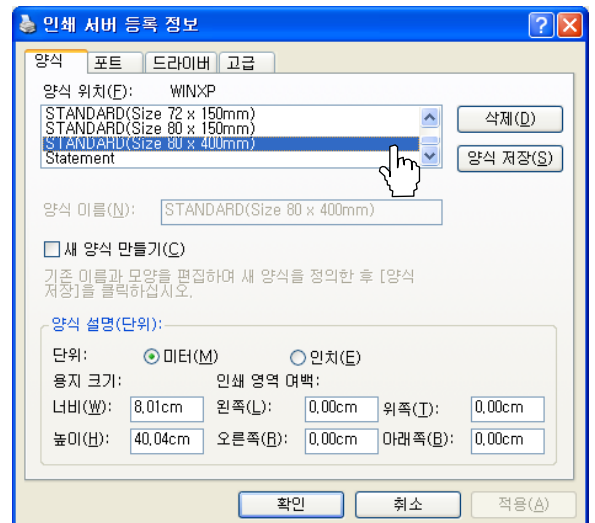 인쇄 서버 등록 정보
양식 포트 드라이버 고급
양식 위치(F): WINXP
STANDARD(Size 72 x 150mm)
STANDARD(Size 80 x 150mm)
STANDARD(Size 80 x 400mm)
Statement
삭제(D)
양식 저장(S)
양식 이름(N): STANDARD(Size 80 x 400mm)
새 양식 만들기(C)
기존 이름과 모양을 편집하여 새 양식을 정의한 후 [양식
저장]을 클릭하십시오.
양식 설명(단위):
단위: 미터(M) 인치(E)
용지 크기: 인쇄 영역 여백:
너비(W): 8.01cm 왼쪽(L): 0.00cm 위쪽(T): 0.00cm
높이(H): 40.04cm 오른쪽(R): 0.00cm 아래쪽(B): 0.00cm
확인 취소 적용(A)